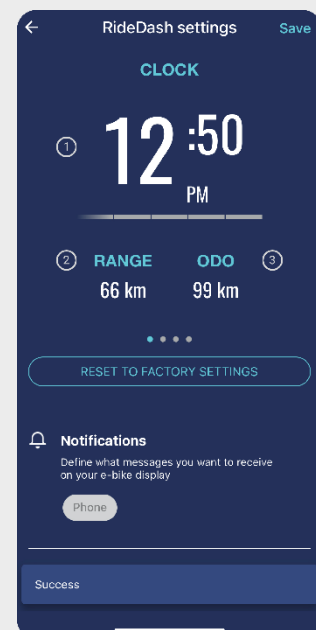 RideDash settings Save
CLOCK
1 12 :50
PM
2 RANGE ODO 3
66 km 99 km
RESET TO FACTORY SETTINGS
Notifications
Define what messages you want to receive
on your e-bike display
Phone
Success